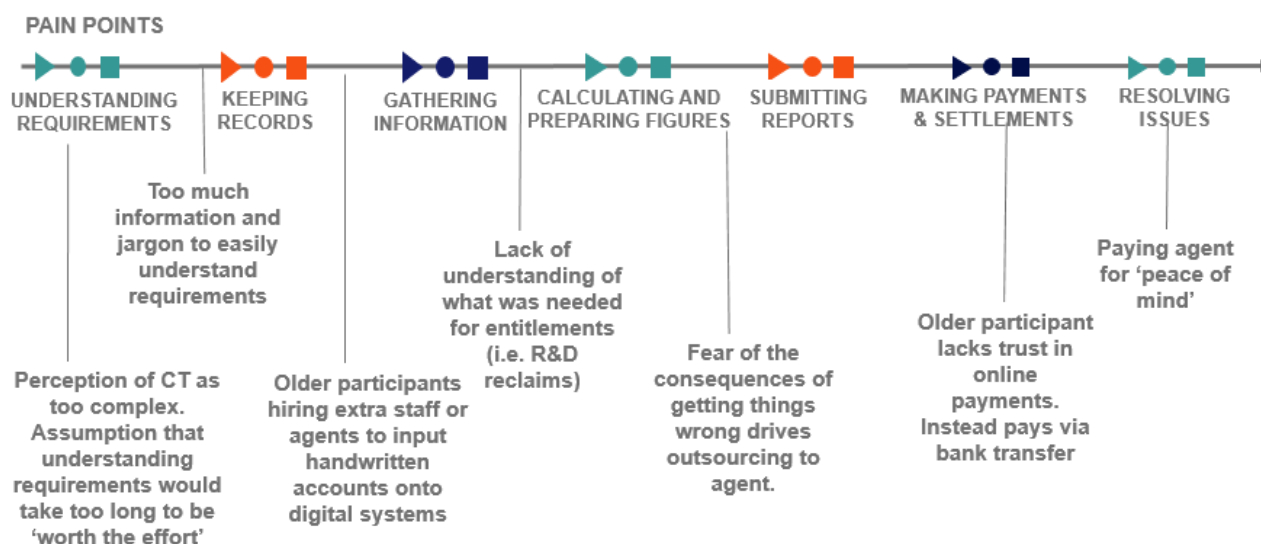 PAIN POINTS
UNDERSTANDING
REQUIREMENTS
KEEPING
RECORDS
GATHERING
INFORMATION
CALCULATING AND
PREPARING FIGURES
SUBMITTING
REPORTS
MAKING PAYMENTS
& SETTLEMENTS
RESOLVING
ISSUES
Perception of CT as
too complex.
Assumption that
understanding
requirements would
take too long to be
‘worth the effort’
Too much
information and
jargon to easily
understand
requirements
Older participants
hiring extra staff or
agents to input
handwritten
accounts onto
digital systems
Lack of
understanding of
what was needed
for entitlements
(i.e. R&D
reclaims)
Fear of the
consequences of
getting things
wrong drives
outsourcing to
agent.
Older participant
lacks trust in
online
payments.
Instead pays via
bank transfer
Paying agent
for ‘peace of
mind’